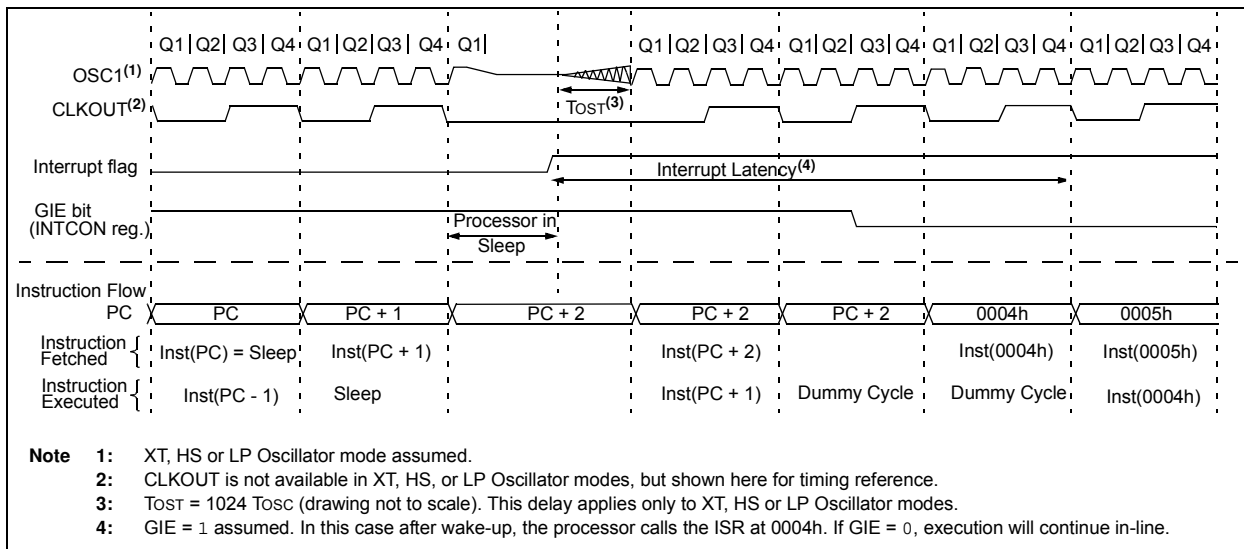 Q1 Q2 Q3 Q4 Q1 Q2 Q3 Q4 Q1 Q1 Q2 Q3 Q4 Q1 Q2 Q3 Q4 Q1 Q2 Q3 Q4 Q1 Q2 Q3 Q4
OSC1(1)
TOST(3)
CLKOUT(2)
Interrupt flag
Interrupt Latency(4)
GIE bit
(INTCON reg.)
Processor in
Sleep
Instruction Flow
PC PC PC + 1 PC + 2 PC + 2 PC + 2 0004h 0005h
Instruction
Fetched { Inst(PC) = Sleep Inst(PC + 1) Inst(PC + 2) Inst(0004h) Inst(0005h)
Instruction
Executed { Inst(PC - 1) Sleep Inst(PC + 1) Dummy Cycle Dummy Cycle Inst(0004h)
Note 1: XT, HS or LP Oscillator mode assumed.
2: CLKOUT is not available in XT, HS, or LP Oscillator modes, but shown here for timing reference.
3: TOST = 1024 TOSC (drawing not to scale). This delay applies only to XT, HS or LP Oscillator modes.
4: GIE = 1 assumed. In this case after wake-up, the processor calls the ISR at 0004h. If GIE = 0, execution will continue in-line.